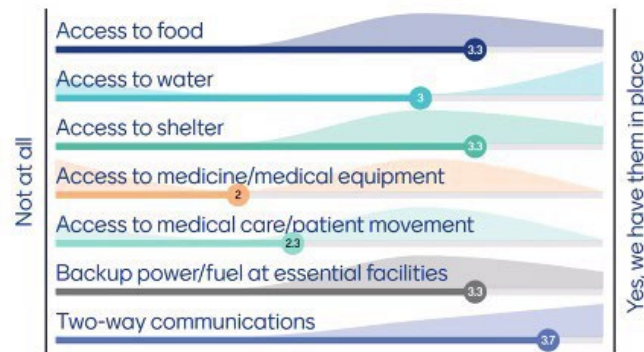 Not at all
Access to food
3.3
Access to water
3
Access to shelter
3.3
Access to medicine/medical equipment
2
Access to medical care/patient movement
2.3
Backup power/fuel at essential facilities
3.3
Two-way communications
3.7
Yes, we have them in place